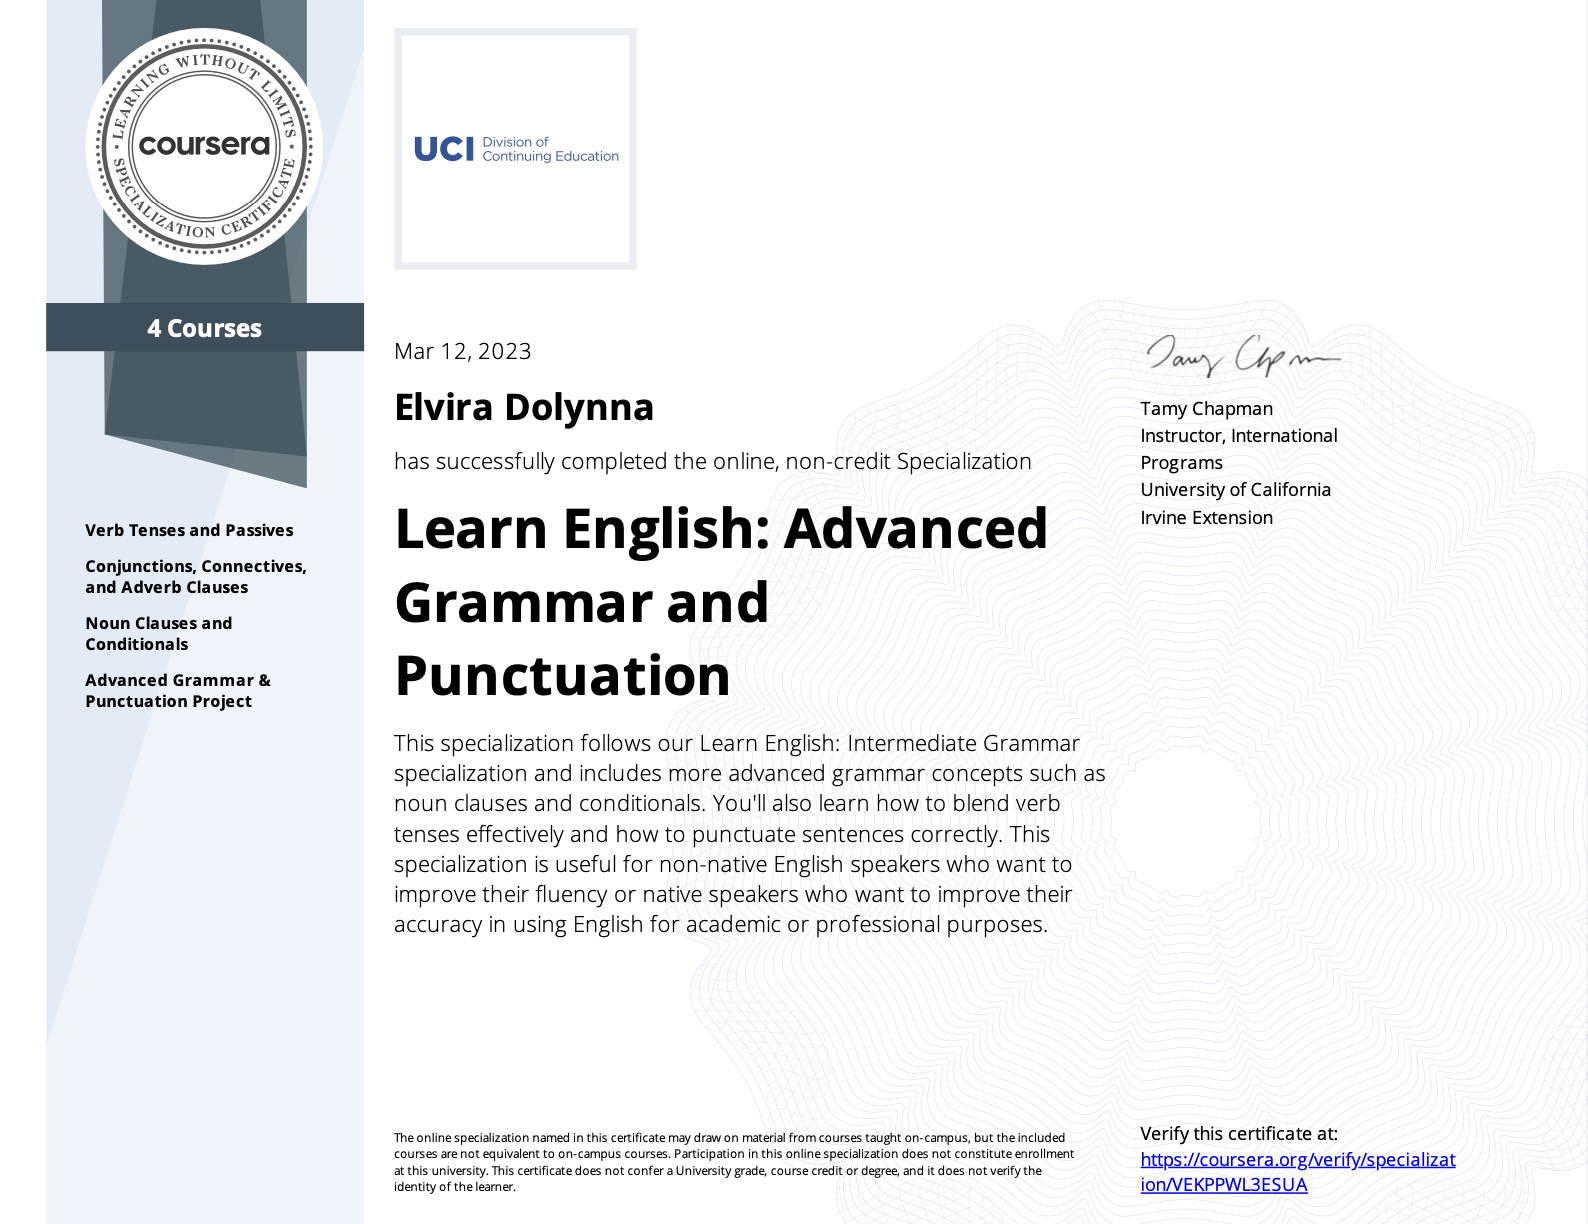 LEARNING WITHOUT LIMITS
coursera
SPECIALIZATION CERTIFICATE
4 Courses
Verb Tenses and Passives
Conjunctions, Connectives,
and Adverb Clauses
Noun Clauses and
Conditionals
Advanced Grammar &
Punctuation Project
UCI Division of
Continuing Education
Mar 12, 2023
Elvira Dolynna
has successfully completed the online, non-credit Specialization
Learn English: Advanced
Grammar and
Punctuation
This specialization follows our Learn English: Intermediate Grammar
specialization and includes more advanced grammar concepts such as
noun clauses and conditionals. You'll also learn how to blend verb
tenses effectively and how to punctuate sentences correctly. This
specialization is useful for non-native English speakers who want to
improve their fluency or native speakers who want to improve their
accuracy in using English for academic or professional purposes.
Tamy Chapman
Tamy Chapman
Instructor, International
Programs
University of California
Irvine Extension
The online specialization named in this certificate may draw on material from courses taught on-campus, but the included
courses are not equivalent to on-campus courses. Participation in this online specialization does not constitute enrollment
at this university. This certificate does not confer a University grade, course credit or degree, and it does not verify the
identity of the learner.
Verify this certificate at:
https://coursera.org/verify/specializat
ion/VEKPPWL3ESUA